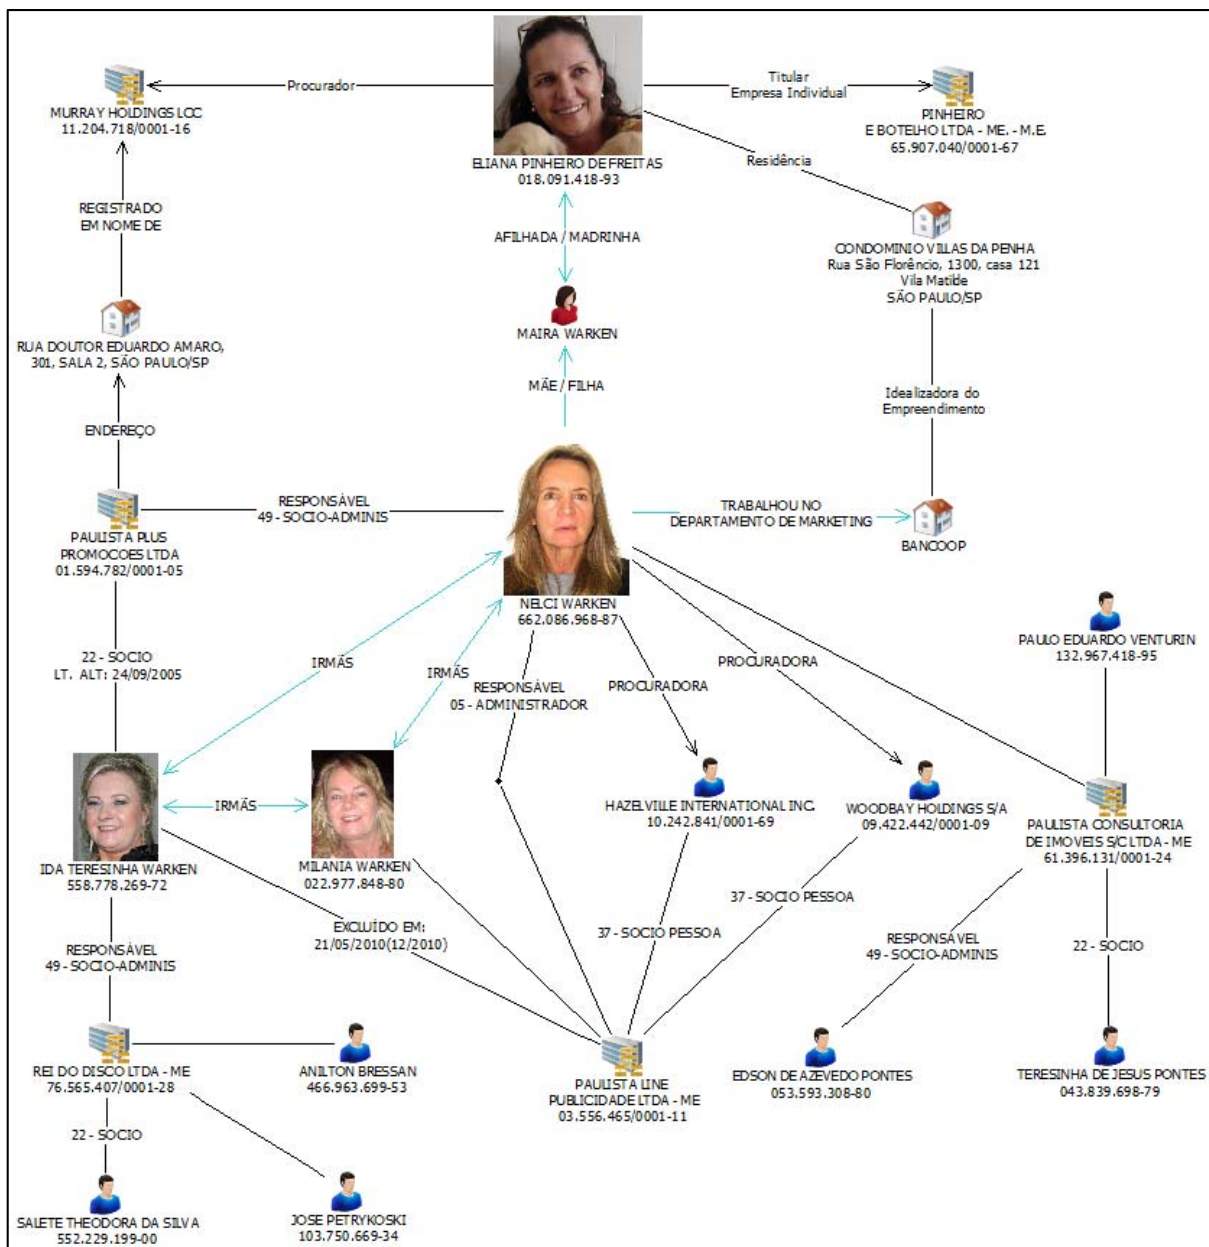 Procurador
Titular
Empresa Individual
MURRAY HOLDINGS LCC
11.204.718/0001-16
PINHEIRO
E BOTELHO LTDA - ME. - M.E.
65.907.040/0001-67
ELIANA PINHEIRO DE FREITAS
018.091.418-93
Residência
REGISTRADO
EM NOME DE
AFILHADA / MADRINHA
CONDOMINIO VILLAS DA PENHA
Rua São Florêncio, 1300, casa 121
Vila Matilde
SÃO PAULO/SP
MAIRA WARKEN
RUA DOUTOR EDUARDO AMARO,
301, SALA 2, SÃO PAULO/SP
MÃE / FILHA
Idealizadora do
Empreendimento
ENDEREÇO
RESPONSÁVEL
49 - SOCIO-ADMINIS
TRABALHOU NO
DEPARTAMENTO DE MARKETING
PAULISTA PLUS
PROMOCOES LTDA
01.594.782/0001-05
BANCOOP
NELCI WARKEN
662.086.968-87
PAULO EDUARDO VENTURIN
132.967.418-95
22 - SOCIO
LT. ALT: 24/09/2005
IRMÃS
IRMÃS
RESPONSÁVEL
05 - ADMINISTRADOR
PROCURADORA
PROCURADORA
IRMÃS
HAZELVILLE INTERNATIONAL INC.
10.242.841/0001-69
WOODBAY HOLDINGS S/A
09.422.442/0001-09
PAULISTA CONSULTORIA
DE IMOVEIS S/C LTDA - ME
61.396.131/0001-24
IDA TERESINHA WARKEN
558.778.269-72
MILANIA WARKEN
022.977.848-80
37 - SOCIO PESSOA
37 - SOCIO PESSOA
EXCLUÍDO EM:
21/05/2010(12/2010)
RESPONSÁVEL
49 - SOCIO-ADMINIS
RESPONSÁVEL
49 - SOCIO-ADMINIS
22 - SOCIO
REI DO DISCO LTDA - ME
76.565.407/0001-28
ANILTON BRESSAN
466.963.699-53
PAULISTA LINE
PUBLICIDADE LTDA - ME
03.556.465/0001-11
EDSON DE AZEVEDO PONTES
053.593.308-80
TERESINHA DE JESUS PONTES
043.839.698-79
22 - SOCIO
SALETE THEODORA DA SILVA
552.229.199-00
JOSE PETRYKOSKI
103.750.669-34